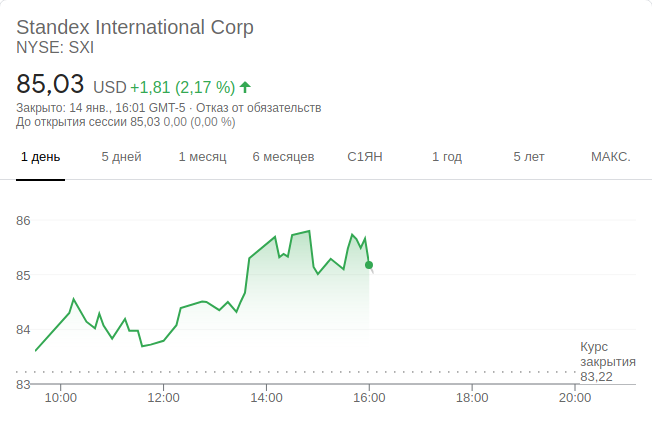 Standex International Corp
NYSE: SXI
85,03 USD +1,81 (2,17 %)
Закрыто: 14 янв., 16:01 GMT-5 · Отказ от обязательств
До открытия сессии 85,03 0,00 (0,00 %)
1 день 5 дней 1 месяц 6 месяцев С1ЯН 1 год 5 лет МАКС.
86
85
84
Курс
закрытия
83,22
83
10:00 12:00 14:00 16:00 18:00 20:00